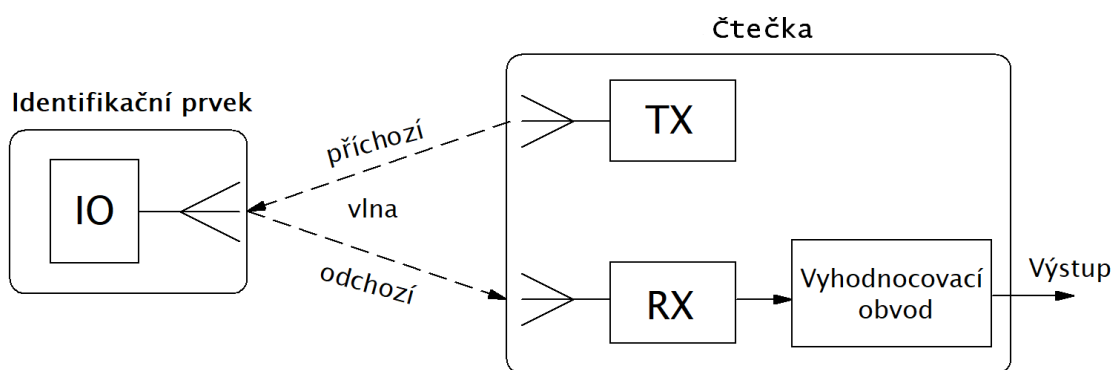 Čtečka
Identifikační prvek
TX
příchozí
IO
vlna
odchozí
RX
Vyhodnocovací
obvod
Výstup